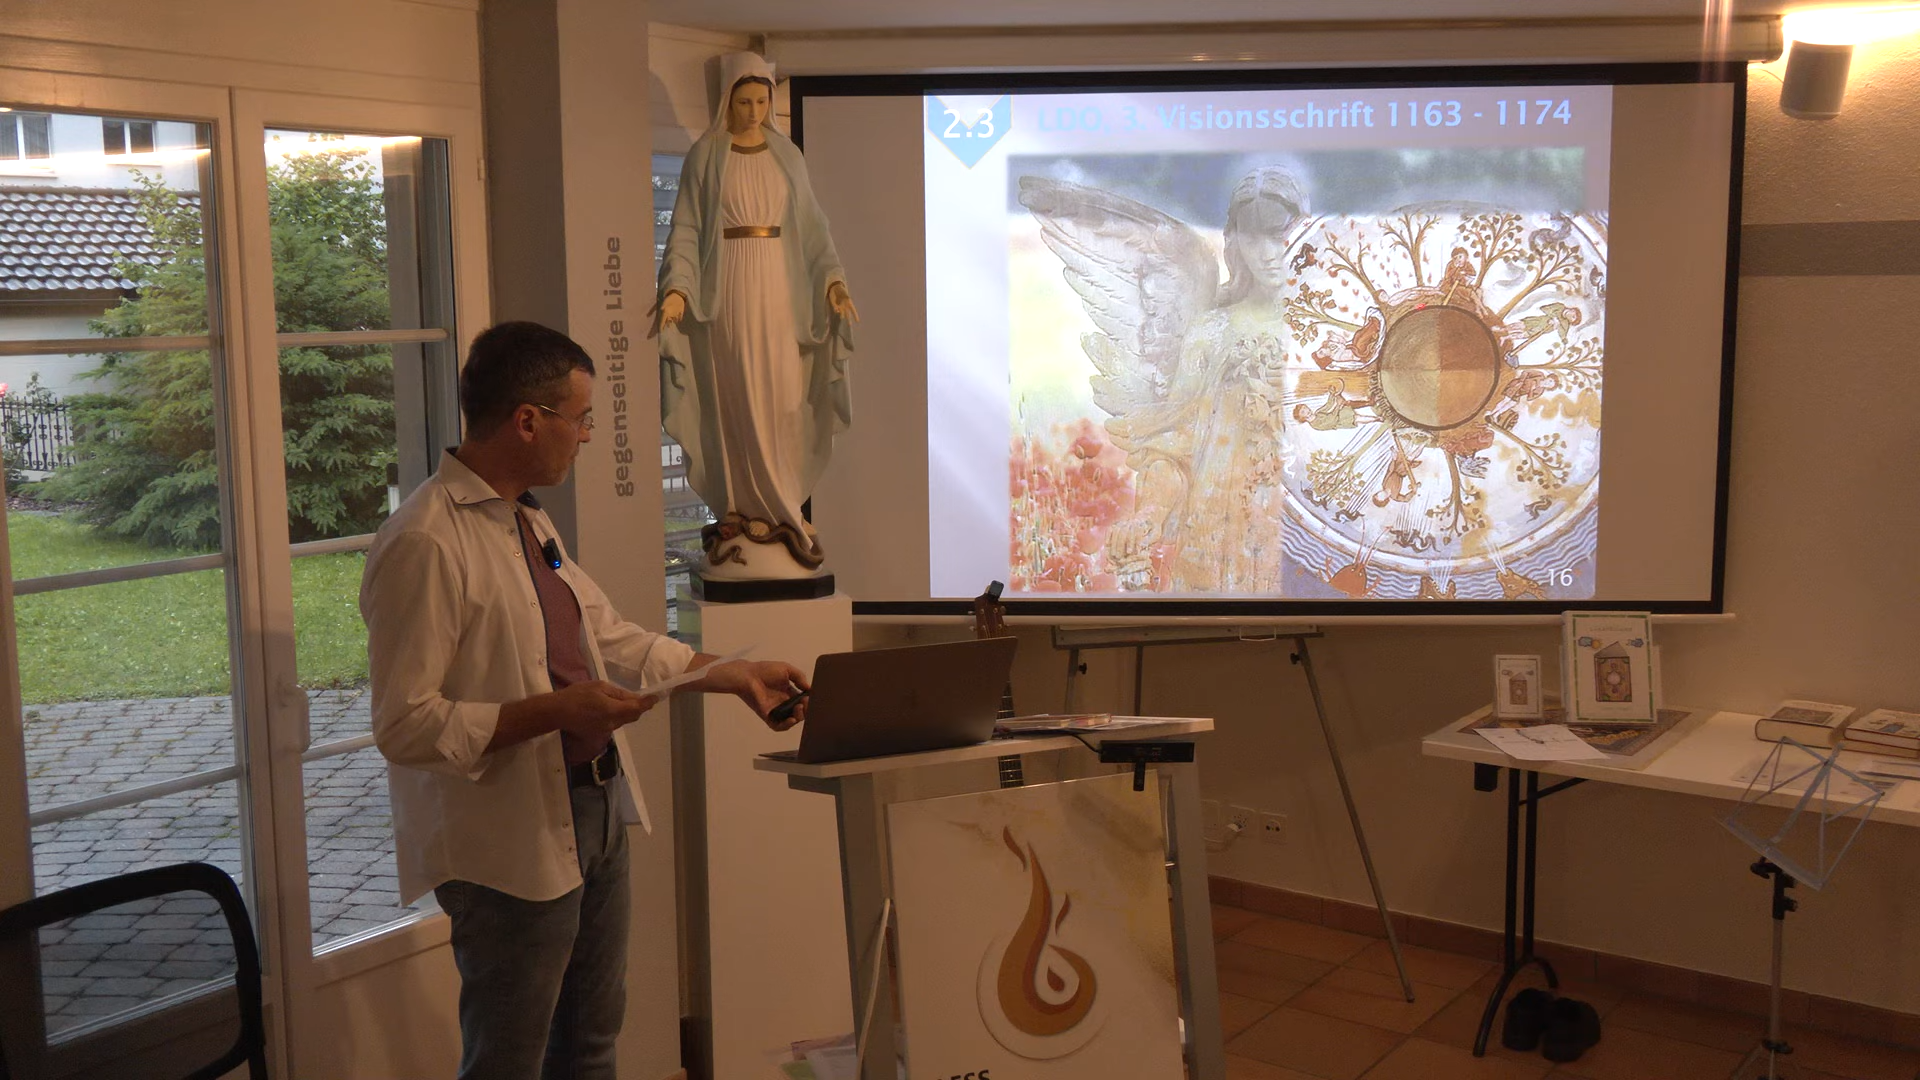 gegenseitige Liebe
2.3
LDO, 3. Visionsschrift 1163 - 1174
16